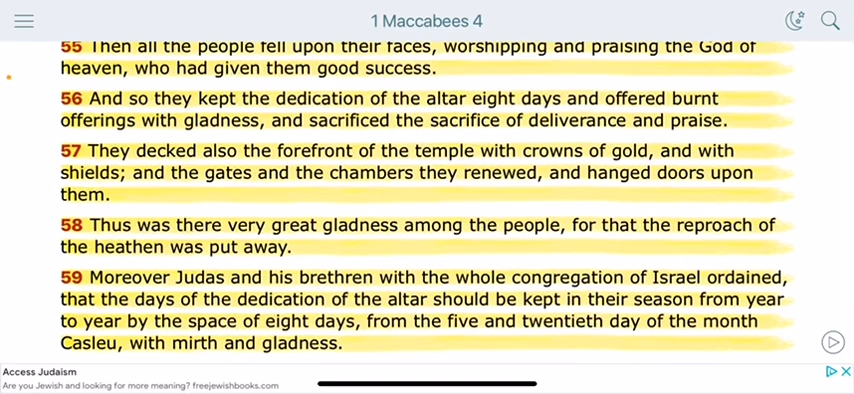 1 Maccabees 4
55 Then all the people fell upon their faces, worshipping and praising the God of
heaven, who had given them good success.
56 And so they kept the dedication of the altar eight days and offered burnt
offerings with gladness, and sacrificed the sacrifice of deliverance and praise.
57 They decked also the forefront of the temple with crowns of gold, and with
shields; and the gates and the chambers they renewed, and hanged doors upon
them.
58 Thus was there very great gladness among the people, for that the reproach of
the heathen was put away.
59 Moreover Judas and his brethren with the whole congregation of Israel ordained,
that the days of the dedication of the altar should be kept in their season from year
to year by the space of eight days, from the five and twentieth day of the month
Casleu, with mirth and gladness.
Access Judaism
Are you Jewish and looking for more meaning? freejewishbooks.com